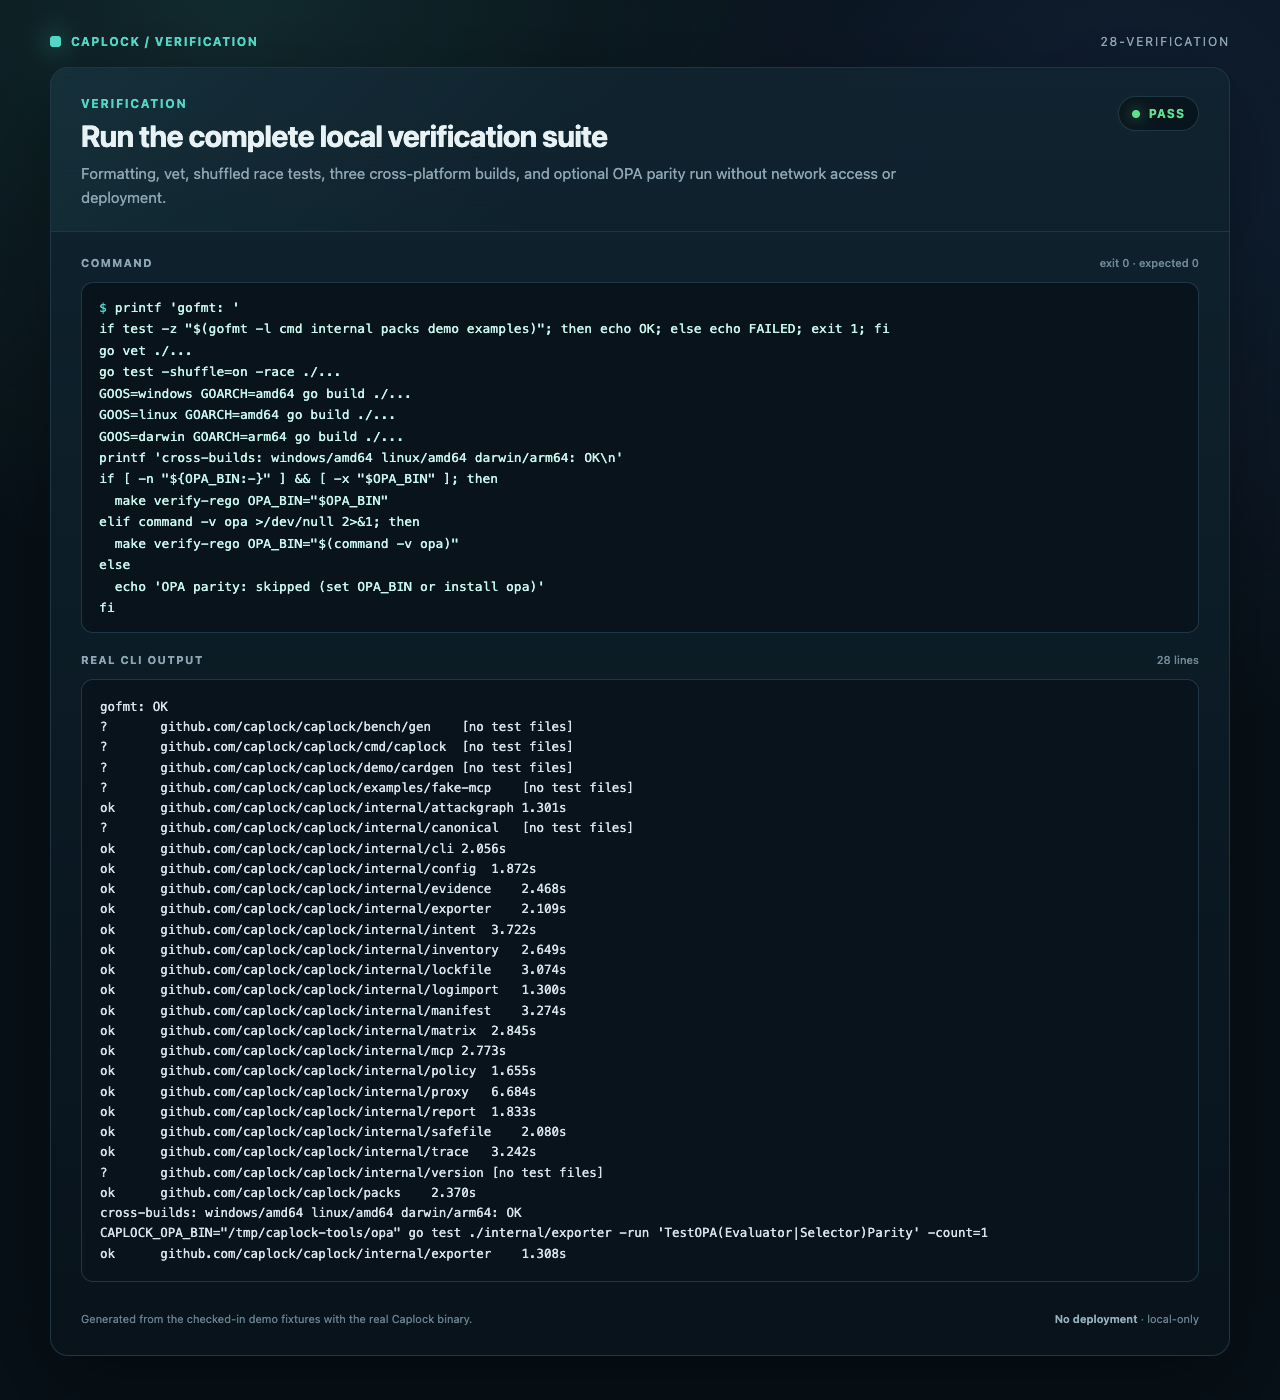 CAPLOCK / VERIFICATION
28-VERIFICATION
VERIFICATION
PASS
Run the complete local verification suite
Formatting, vet, shuffled race tests, three cross-platform builds, and optional OPA parity run without network access or
deployment.
COMMAND
exit 0 · expected 0
$ printf 'gofmt: '
if test -z "$(gofmt -l cmd internal packs demo examples)"; then echo OK; else echo FAILED; exit 1; fi
go vet ./...
go test -shuffle=on -race ./...
GOOS=windows GOARCH=amd64 go build ./...
GOOS=linux GOARCH=amd64 go build ./...
GOOS=darwin GOARCH=arm64 go build ./...
printf 'cross-builds: windows/amd64 linux/amd64 darwin/arm64: OK\n'
if [ -n "${OPA_BIN:-}" ] && [ -x "$OPA_BIN" ]; then
  make verify-rego OPA_BIN="$OPA_BIN"
elif command -v opa >/dev/null 2>&1; then
  make verify-rego OPA_BIN="$(command -v opa)"
else
  echo 'OPA parity: skipped (set OPA_BIN or install opa)'
fi
REAL CLI OUTPUT
28 lines
gofmt: OK
?       github.com/caplock/caplock/bench/gen    [no test files]
?       github.com/caplock/caplock/cmd/caplock  [no test files]
?       github.com/caplock/caplock/demo/cardgen [no test files]
?       github.com/caplock/caplock/examples/fake-mcp    [no test files]
ok      github.com/caplock/caplock/internal/attackgraph 1.301s
?       github.com/caplock/caplock/internal/canonical   [no test files]
ok      github.com/caplock/caplock/internal/cli 2.056s
ok      github.com/caplock/caplock/internal/config  1.872s
ok      github.com/caplock/caplock/internal/evidence    2.468s
ok      github.com/caplock/caplock/internal/exporter    2.109s
ok      github.com/caplock/caplock/internal/intent  3.722s
ok      github.com/caplock/caplock/internal/inventory   2.649s
ok      github.com/caplock/caplock/internal/lockfile    3.074s
ok      github.com/caplock/caplock/internal/logimport   1.300s
ok      github.com/caplock/caplock/internal/manifest    3.274s
ok      github.com/caplock/caplock/internal/matrix  2.845s
ok      github.com/caplock/caplock/internal/mcp 2.773s
ok      github.com/caplock/caplock/internal/policy  1.655s
ok      github.com/caplock/caplock/internal/proxy   6.684s
ok      github.com/caplock/caplock/internal/report  1.833s
ok      github.com/caplock/caplock/internal/safefile    2.080s
ok      github.com/caplock/caplock/internal/trace   3.242s
?       github.com/caplock/caplock/internal/version [no test files]
ok      github.com/caplock/caplock/packs    2.370s
cross-builds: windows/amd64 linux/amd64 darwin/arm64: OK
CAPLOCK_OPA_BIN="/tmp/caplock-tools/opa" go test ./internal/exporter -run 'TestOPA(Evaluator|Selector)Parity' -count=1
ok      github.com/caplock/caplock/internal/exporter    1.308s
Generated from the checked-in demo fixtures with the real Caplock binary.
No deployment · local-only